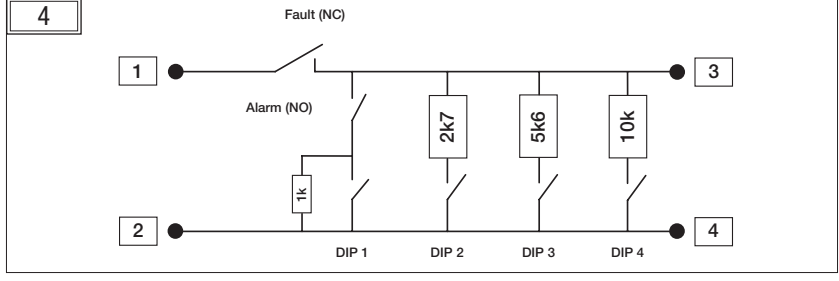 4
Fault (NC)
1
3
Alarm (NO)
2k7
5k6
10k
1k
2
4
DIP 1
DIP 2
DIP 3
DIP 4